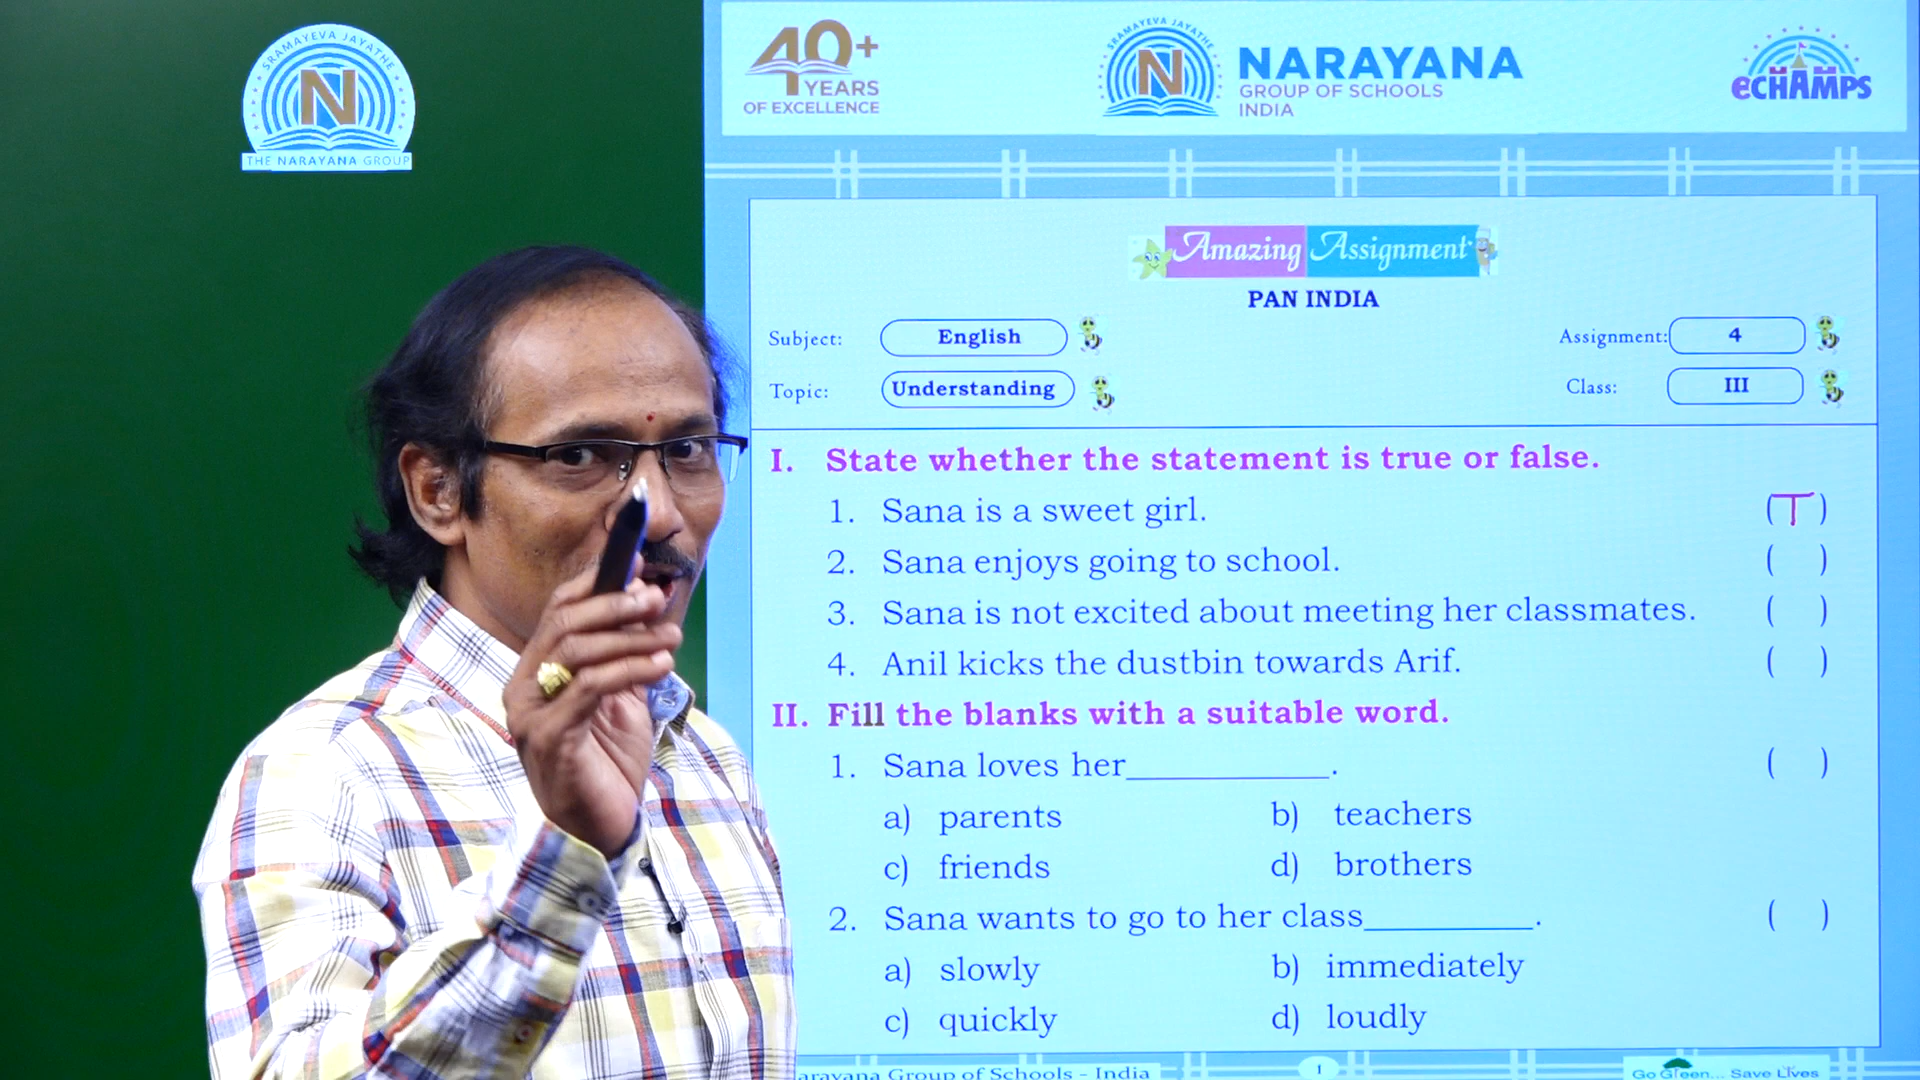 SRAMAYEVA JAYATHE
N
THE NARAYANA GROUP
40+
YEARS
OF EXCELLENCE
SRAMAYEVA JAYATHE
N
NARAYANA
GROUP OF SCHOOLS
INDIA
eCHAMPS
Amazing Assignment
PAN INDIA
Subject: English Assignment: 4
Topic: Understanding Class: III
I. State whether the statement is true or false.
1. Sana is a sweet girl. (T)
2. Sana enjoys going to school. ( )
3. Sana is not excited about meeting her classmates. ( )
4. Anil kicks the dustbin towards Arif. ( )
II. Fill the blanks with a suitable word.
1. Sana loves her____________. ( )
a) parents b) teachers
c) friends d) brothers
2. Sana wants to go to her class__________. ( )
a) slowly b) immediately
c) quickly d) loudly
arayana Group of Schools - India 1 Go Green... Save Lives